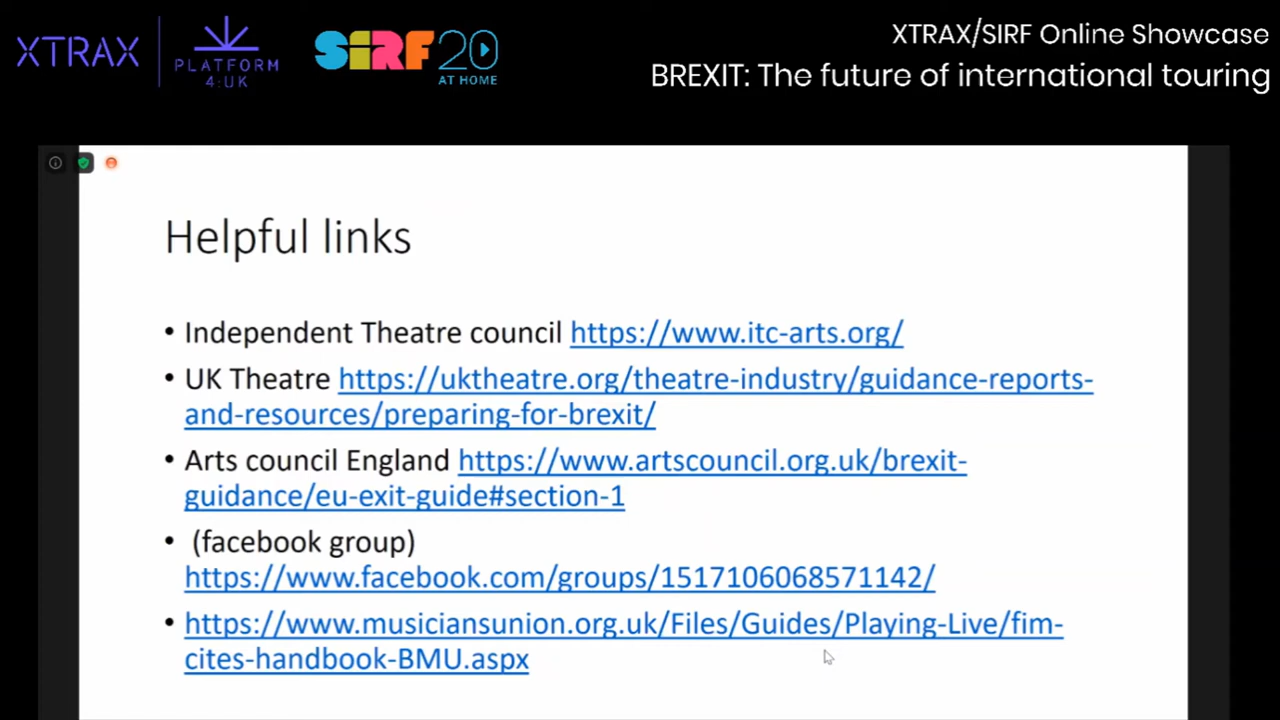 XTRAX
PLATFORM
4:UK
SIRF20
AT HOME
XTRAX/SIRF Online Showcase
BREXIT: The future of international touring
Helpful links
• Independent Theatre council https://www.itc-arts.org/
• UK Theatre https://uktheatre.org/theatre-industry/guidance-reports-
and-resources/preparing-for-brexit/
• Arts council England https://www.artscouncil.org.uk/brexit-
guidance/eu-exit-guide#section-1
• (facebook group)
https://www.facebook.com/groups/1517106068571142/
• https://www.musiciansunion.org.uk/Files/Guides/Playing-Live/fim-
cites-handbook-BMU.aspx